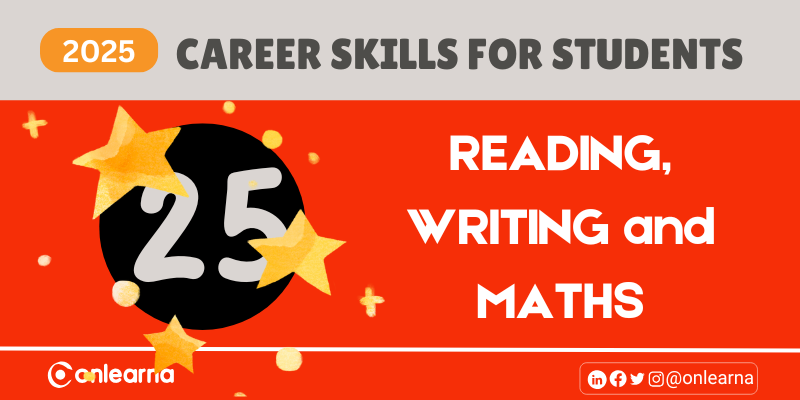 2025 CAREER SKILLS FOR STUDENTS
25
READING,
WRITING and
MATHS
onlearna
@onlearna